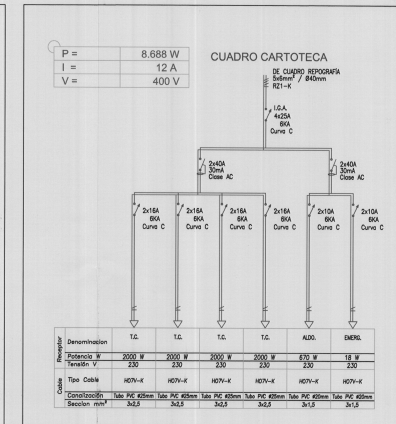 P = 8.688 W
I = 12 A
V = 400 V
CUADRO CARTOTECA
DE CUADRO REPOGRAFÍA
5x6mm² / Ø40mm
RZ1-K
I.G.A.
4x25A
6KA
Curva C
2x40A
30mA
Clase AC
2x40A
30mA
Clase AC
2x16A
6KA
Curva C
2x16A
6KA
Curva C
2x16A
6KA
Curva C
2x16A
6KA
Curva C
2x10A
6KA
Curva C
2x10A
6KA
Curva C
Receptor
Denominacion T.C. T.C. T.C. T.C. ALDO. EMERG.
Potencia W 2000 W 2000 W 2000 W 2000 W 670 W 18 W
Tensión V 230 230 230 230 230 230
Cable
Tipo Cable H07V-K H07V-K H07V-K H07V-K H07V-K H07V-K
Canalización Tubo PVC Ø25mm Tubo PVC Ø25mm Tubo PVC Ø25mm Tubo PVC Ø25mm Tubo PVC Ø20mm Tubo PVC Ø20mm
Seccion mm² 3x2,5 3x2,5 3x2,5 3x2,5 3x1,5 3x1,5